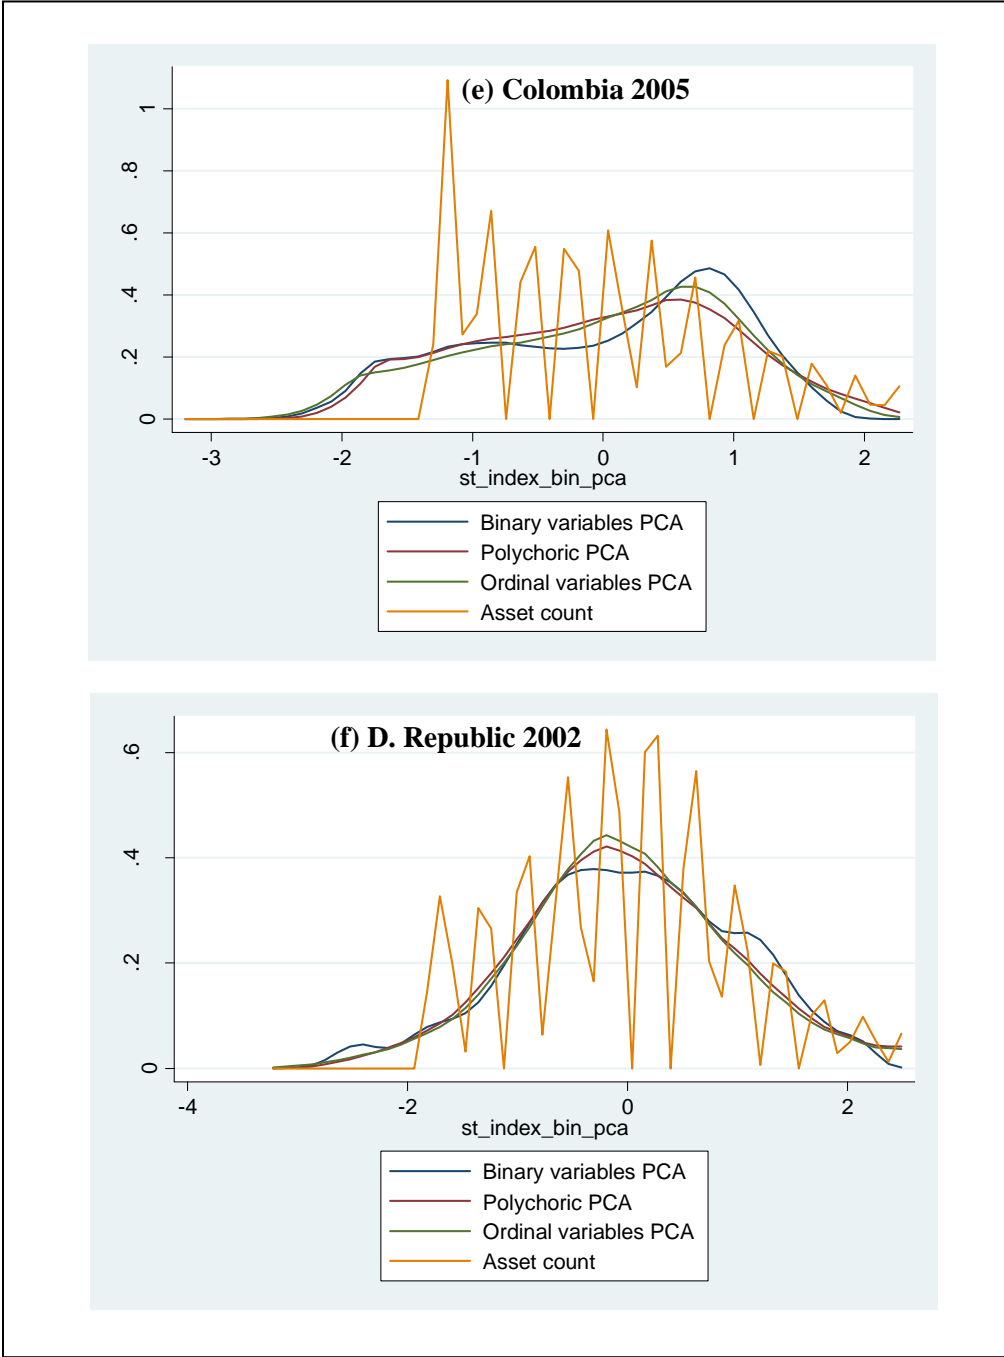 (e) Colombia 2005
1
.8
.6
.4
.2
0
-3 -2 -1 0 1 2
st_index_bin_pca
Binary variables PCA
Polychoric PCA
Ordinal variables PCA
Asset count
(f) D. Republic 2002
.6
.4
.2
0
-4 -2 0 2
st_index_bin_pca
Binary variables PCA
Polychoric PCA
Ordinal variables PCA
Asset count